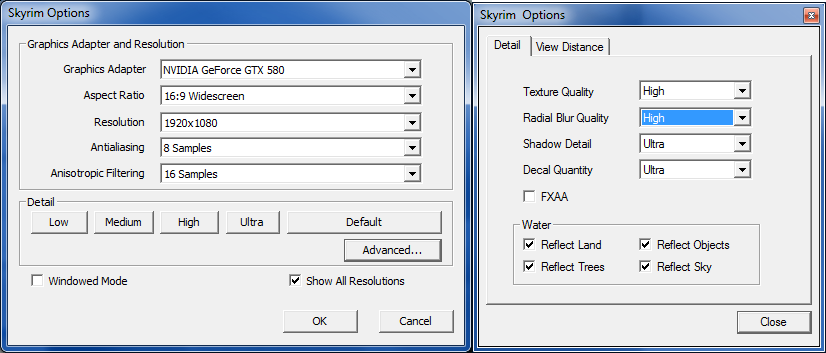 Skyrim Options
Graphics Adapter and Resolution
Graphics Adapter NVIDIA GeForce GTX 580
Aspect Ratio 16:9 Widescreen
Resolution 1920x1080
Antialiasing 8 Samples
Anisotropic Filtering 16 Samples
Detail
Low Medium High Ultra Default
Advanced...
Windowed Mode Show All Resolutions
OK Cancel
Skyrim Options
Detail View Distance
Texture Quality High
Radial Blur Quality High
Shadow Detail Ultra
Decal Quantity Ultra
FXAA
Water
Reflect Land Reflect Objects
Reflect Trees Reflect Sky
Close